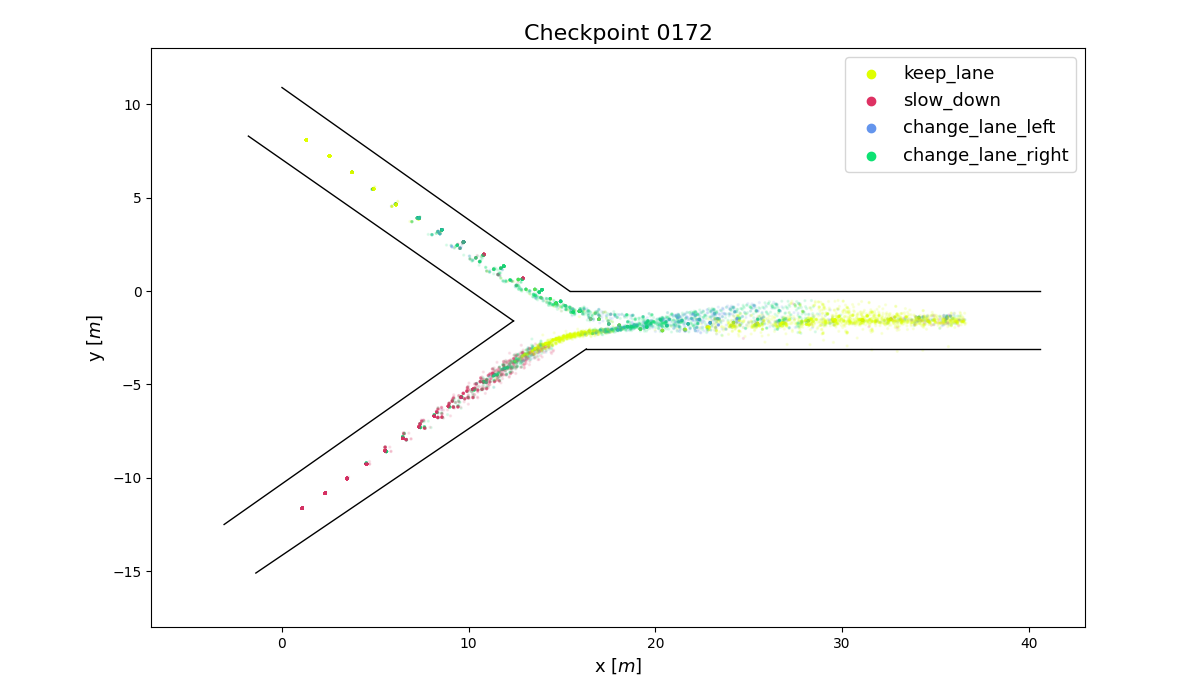 Checkpoint 0172
keep_lane
slow_down
change_lane_left
change_lane_right
10
5
0
−5
−10
−15
y [m]
0
10
20
30
40
x [m]